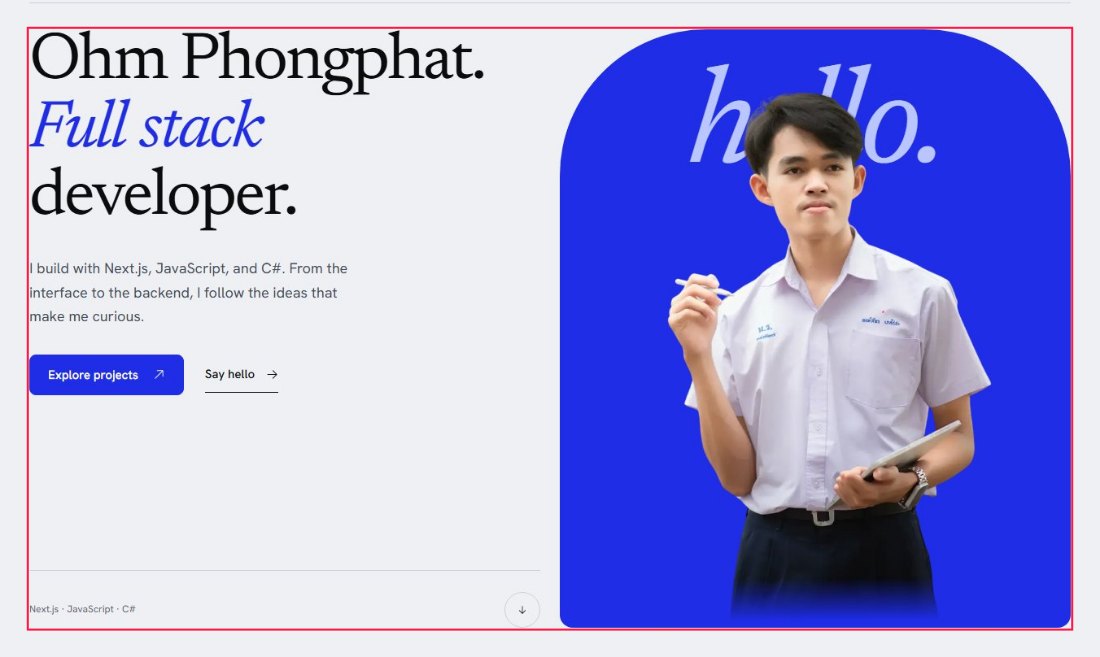 Ohm Phongphat.
Full stack
developer.
I build with Next.js, JavaScript, and C#. From the
interface to the backend, I follow the ideas that
make me curious.
Explore projects
Say hello
Next.js · JavaScript · C#
hello.